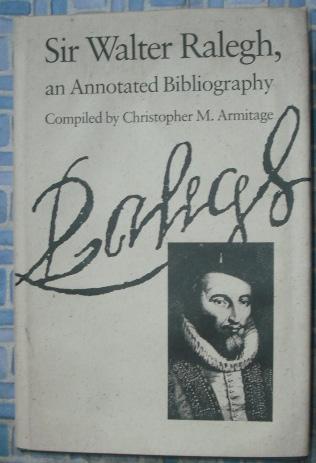 Sir Walter Ralegh,
an Annotated Bibliography
Compiled by Christopher M. Armitage
Ralegh